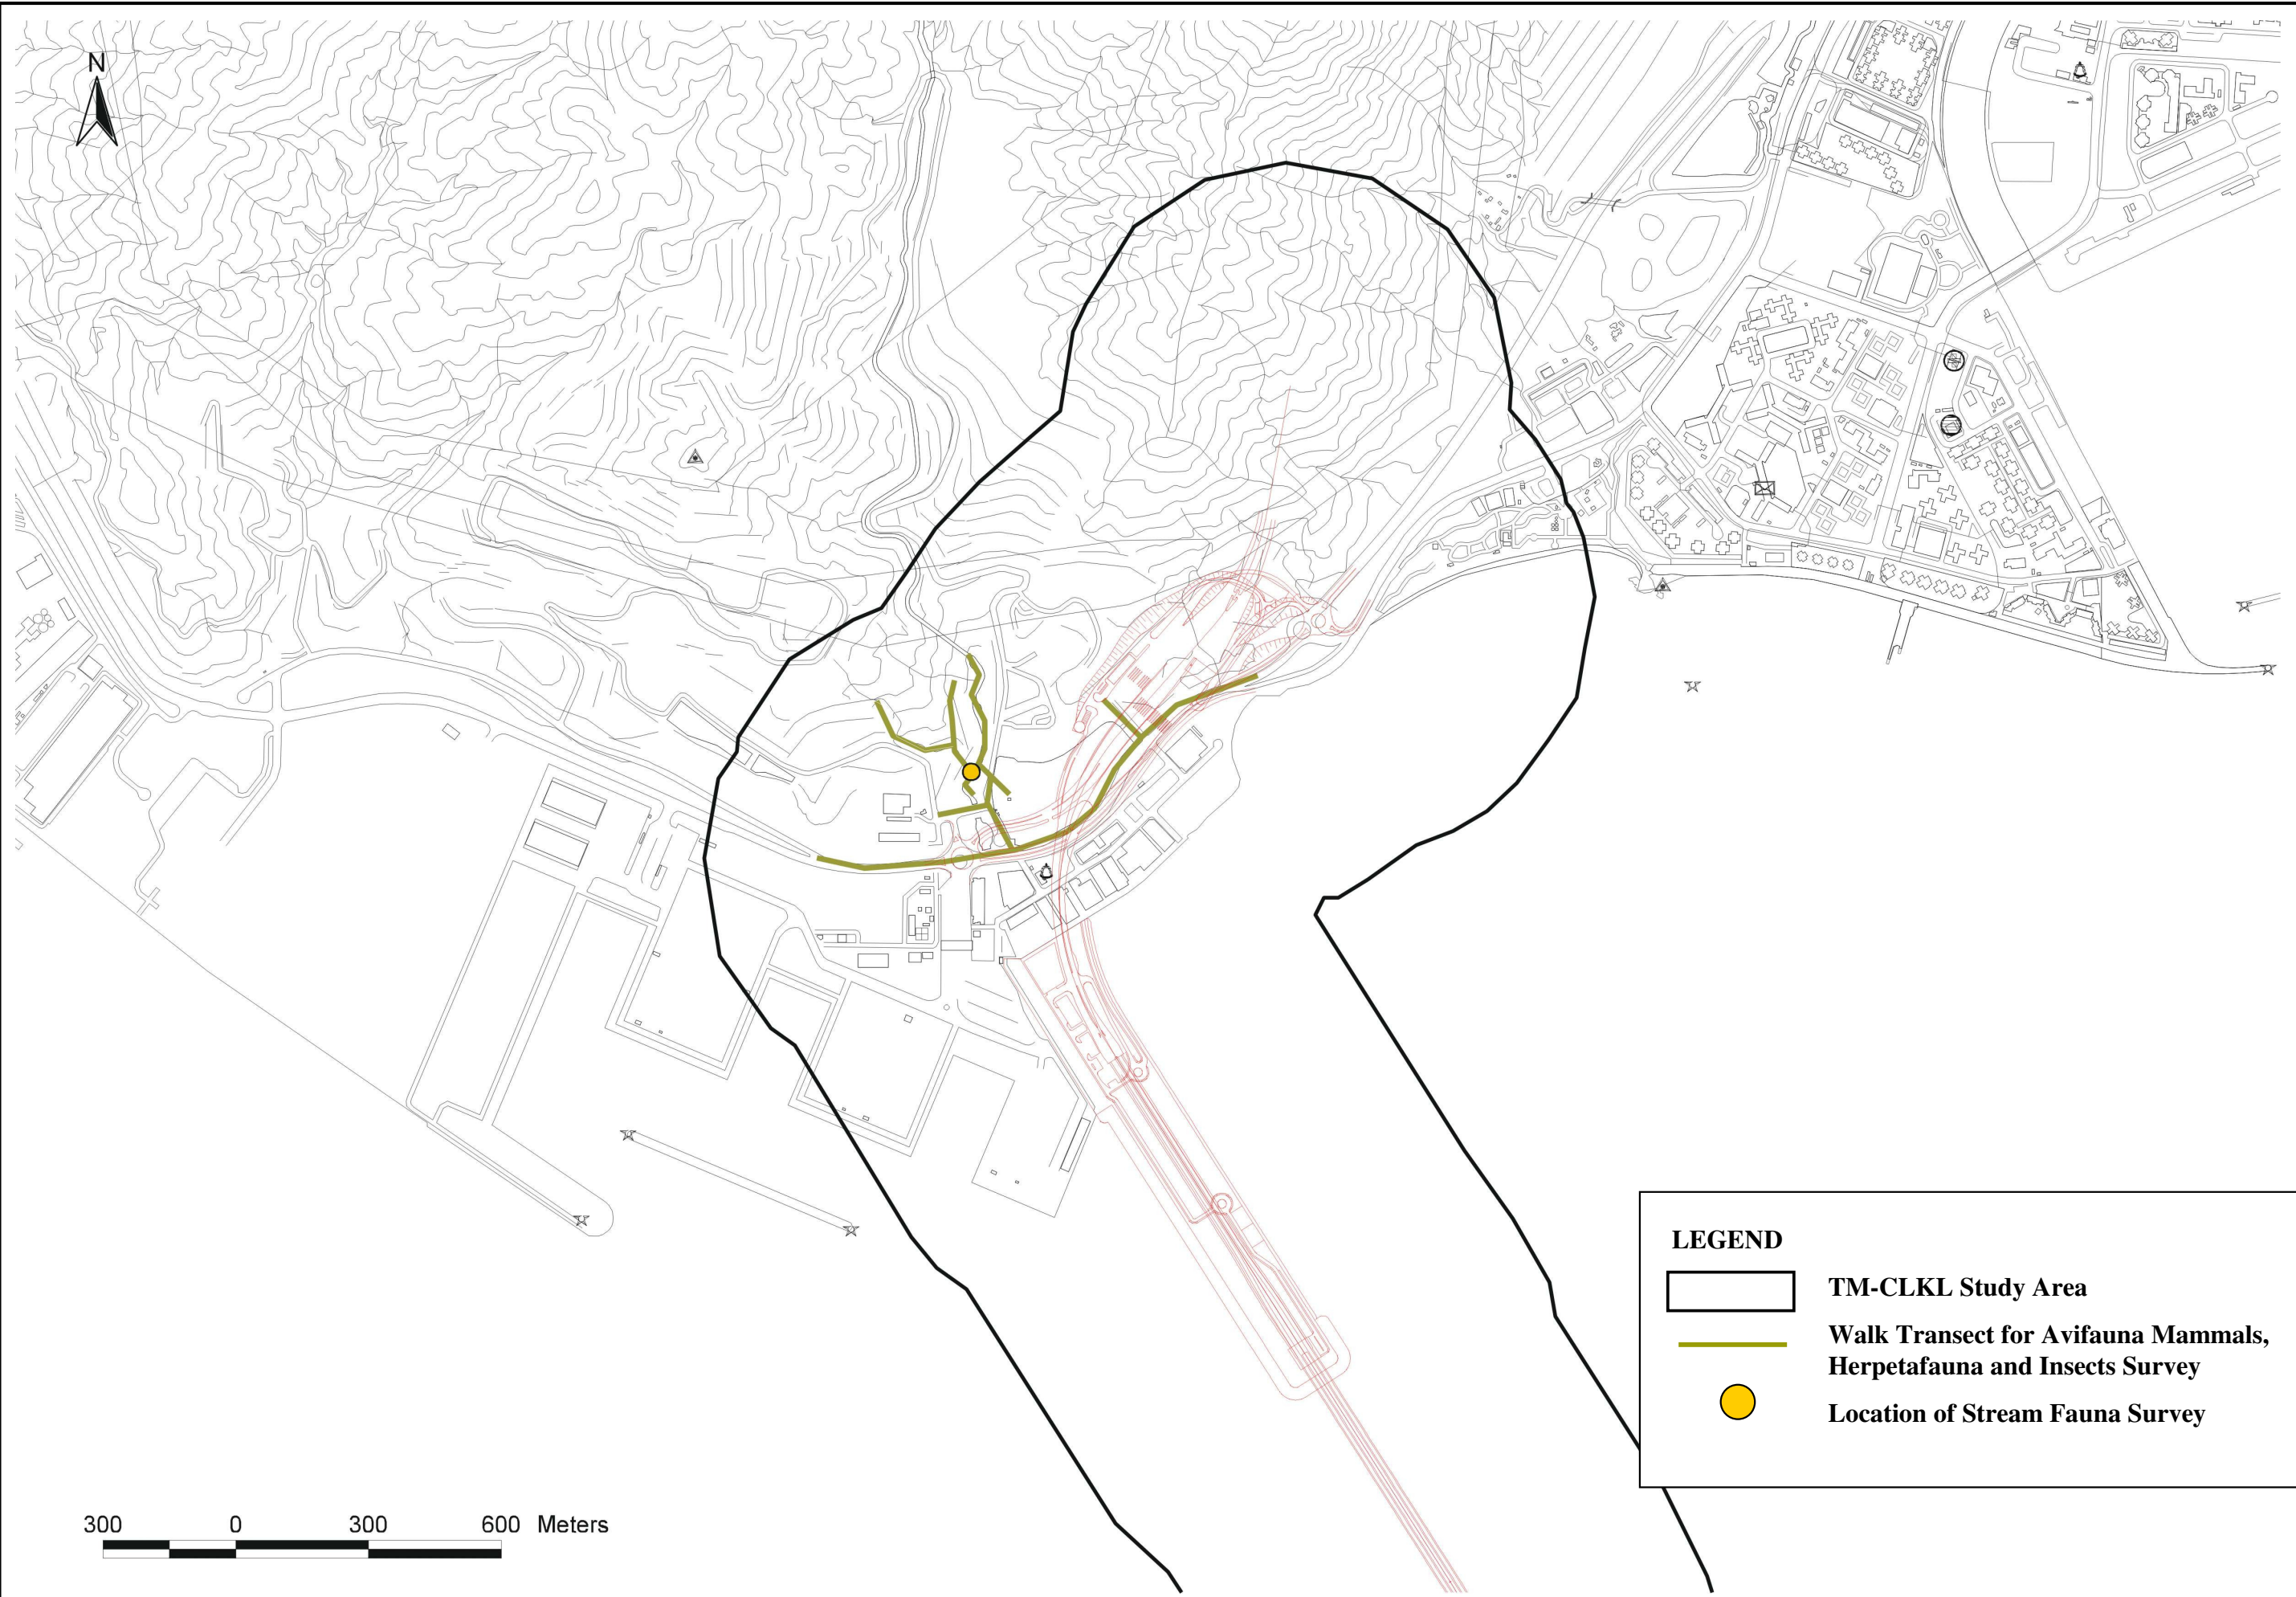 N
LEGEND
TM-CLKL Study Area
Walk Transect for Avifauna Mammals,
Herpetafauna and Insects Survey
Location of Stream Fauna Survey
300 0 300 600 Meters